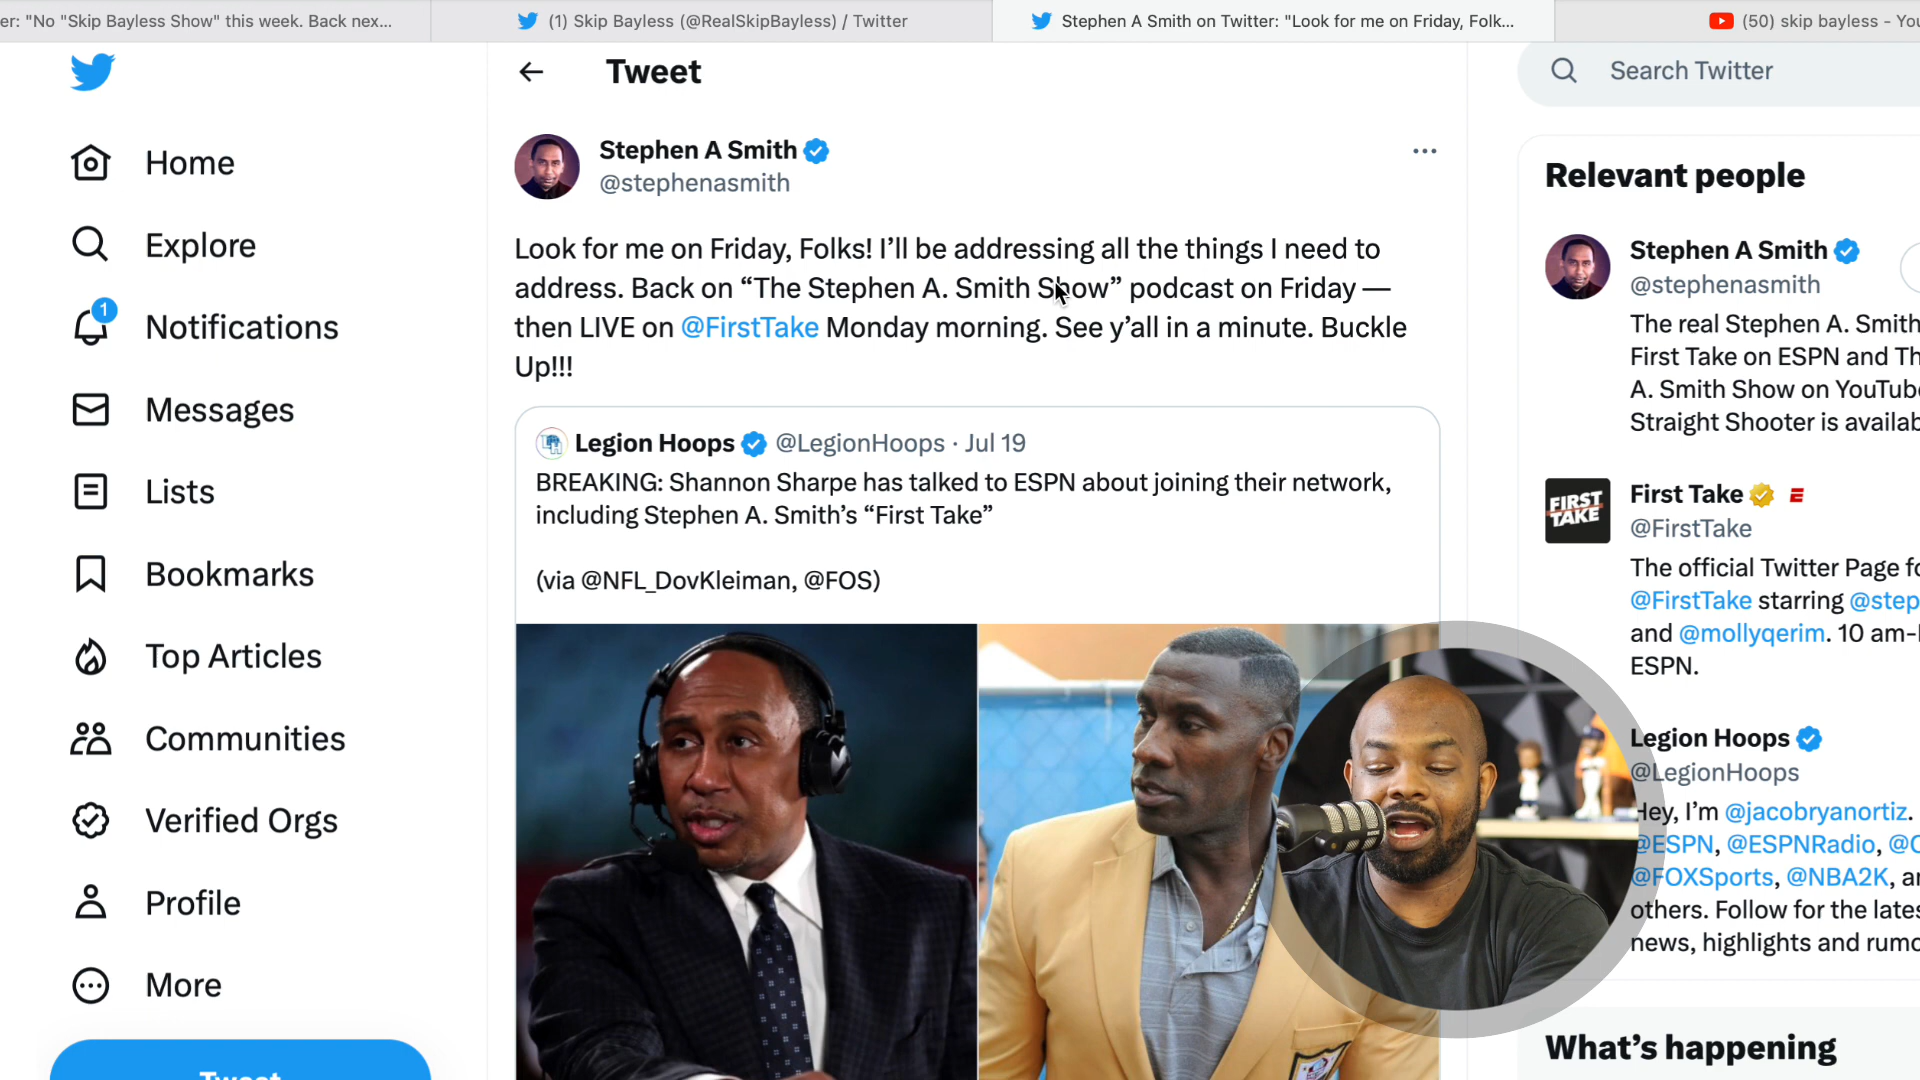 er: "No "Skip Bayless Show" this week. Back nex...
(1) Skip Bayless (@RealSkipBayless) / Twitter
Stephen A Smith on Twitter: "Look for me on Friday, Folk...
(50) skip bayless - You
Home
Explore
1
Notifications
Messages
Lists
Bookmarks
Top Articles
Communities
Verified Orgs
Profile
More
Tweet
Tweet
Stephen A Smith
@stephenasmith
Look for me on Friday, Folks! I’ll be addressing all the things I need to
address. Back on “The Stephen A. Smith Show” podcast on Friday —
then LIVE on @FirstTake Monday morning. See y’all in a minute. Buckle
Up!!!
Legion Hoops @LegionHoops · Jul 19
BREAKING: Shannon Sharpe has talked to ESPN about joining their network,
including Stephen A. Smith’s “First Take”
(via @NFL_DovKleiman, @FOS)
Search Twitter
Relevant people
Stephen A Smith
@stephenasmith
The real Stephen A. Smith
First Take on ESPN and Th
A. Smith Show on YouTube
Straight Shooter is availab
FIRST
TAKE
First Take
@FirstTake
The official Twitter Page fo
@FirstTake starring @step
and @mollyqerim. 10 am-
ESPN.
Legion Hoops
@LegionHoops
Hey, I’m @jacobryanortiz.
@ESPN, @ESPNRadio, @
@FOXSports, @NBA2K, an
others. Follow for the lates
news, highlights and rumo
What’s happening